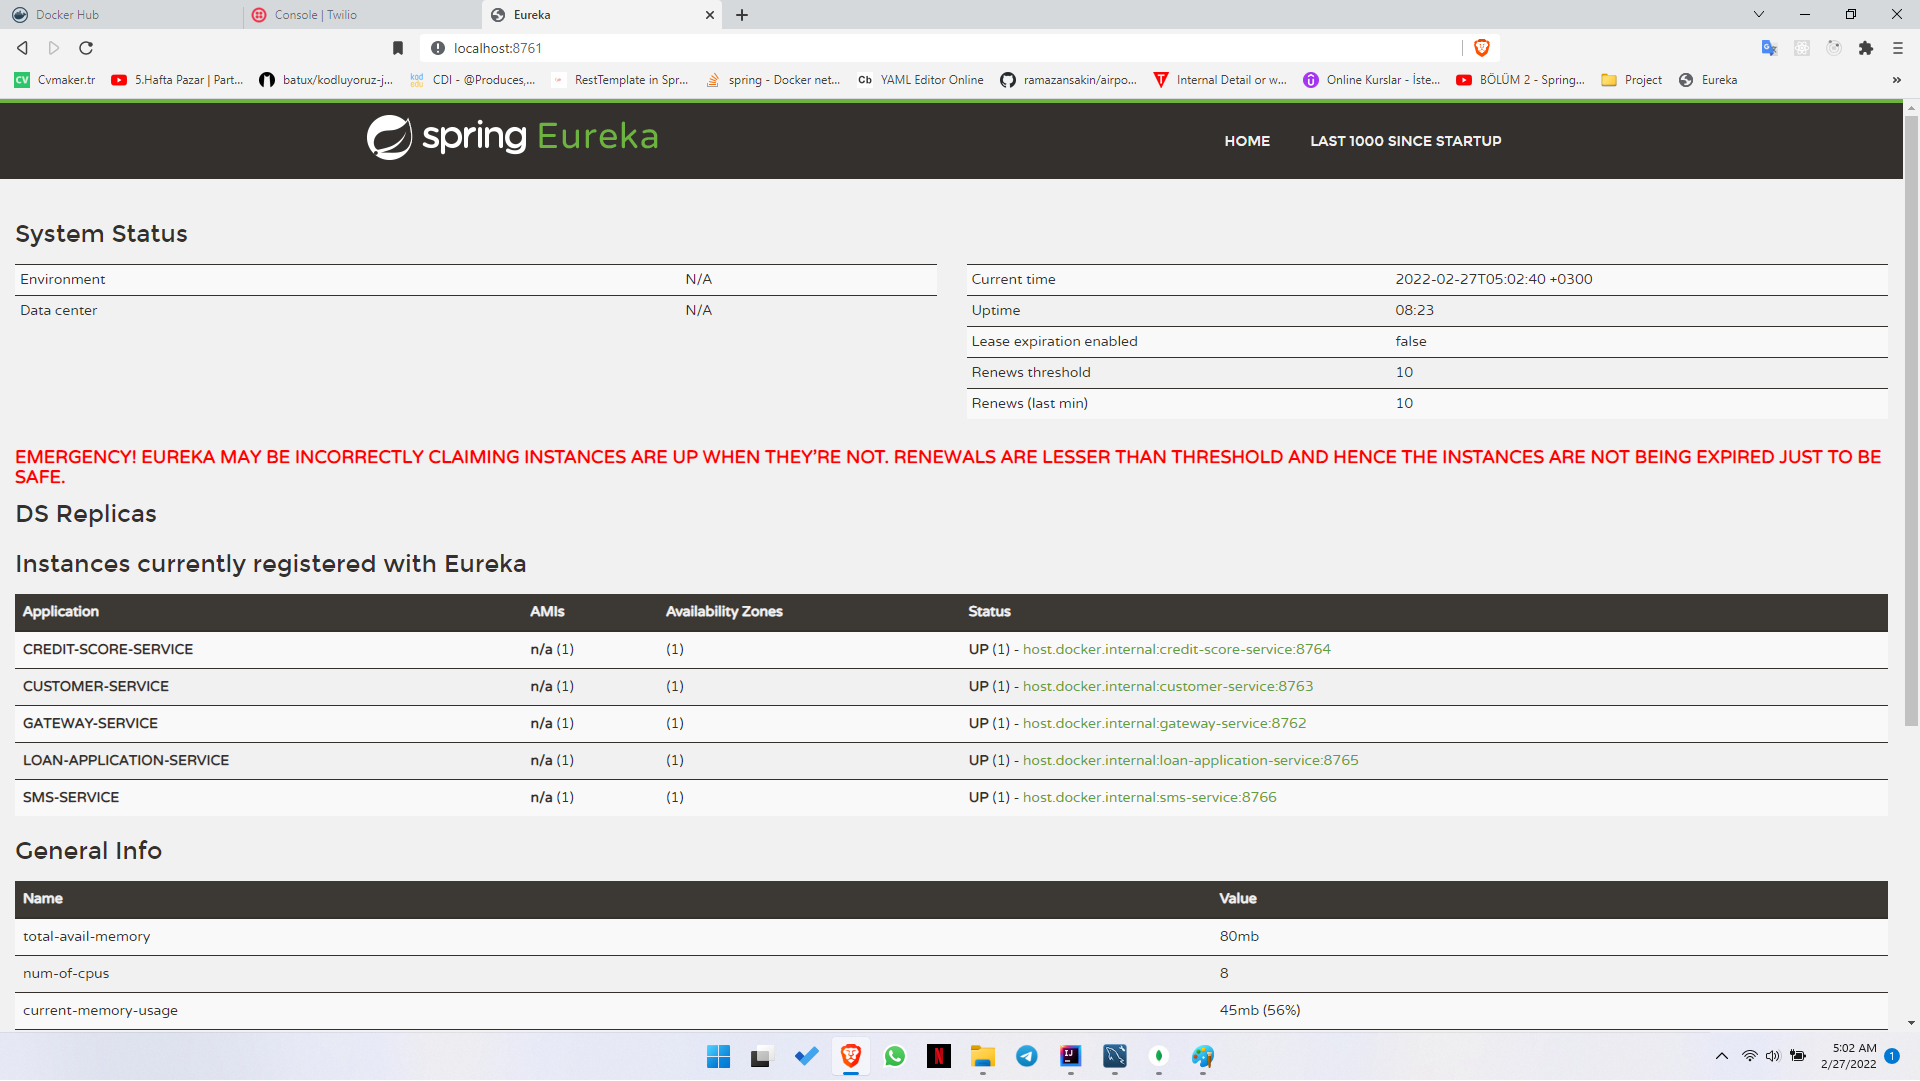 Docker Hub
Console | Twilio
Eureka
localhost:8761
CV Cvmaker.tr
5.Hafta Pazar | Part...
batux/kodluyoruz-j...
kod edu CDI - @Produces,...
RestTemplate in Spr...
spring - Docker net...
Cb YAML Editor Online
ramazansakin/airpo...
Internal Detail or w...
Online Kurslar - İste...
BÖLÜM 2 - Spring...
Project
Eureka
»
spring Eureka
HOME
LAST 1000 SINCE STARTUP
System Status
Environment N/A
Data center N/A
Current time 2022-02-27T05:02:40 +0300
Uptime 08:23
Lease expiration enabled false
Renews threshold 10
Renews (last min) 10
EMERGENCY! EUREKA MAY BE INCORRECTLY CLAIMING INSTANCES ARE UP WHEN THEY'RE NOT. RENEWALS ARE LESSER THAN THRESHOLD AND HENCE THE INSTANCES ARE NOT BEING EXPIRED JUST TO BE
SAFE.
DS Replicas
Instances currently registered with Eureka
Application AMIs Availability Zones Status
CREDIT-SCORE-SERVICE n/a (1) (1) UP (1) - host.docker.internal:credit-score-service:8764
CUSTOMER-SERVICE n/a (1) (1) UP (1) - host.docker.internal:customer-service:8763
GATEWAY-SERVICE n/a (1) (1) UP (1) - host.docker.internal:gateway-service:8762
LOAN-APPLICATION-SERVICE n/a (1) (1) UP (1) - host.docker.internal:loan-application-service:8765
SMS-SERVICE n/a (1) (1) UP (1) - host.docker.internal:sms-service:8766
General Info
Name Value
total-avail-memory 80mb
num-of-cpus 8
current-memory-usage 45mb (56%)
N
IJ
5:02 AM
2/27/2022
1